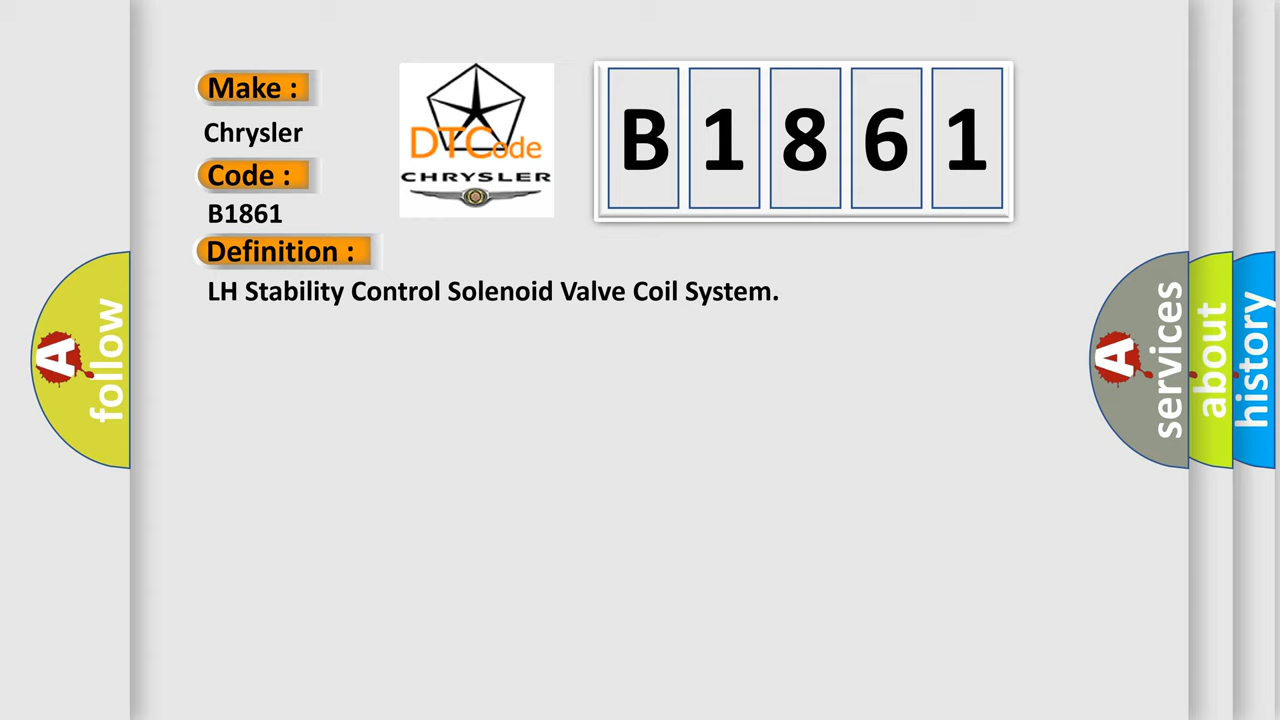 Make :
Chrysler
Code :
B1861
Definition :
LH Stability Control Solenoid Valve Coil System.
DTCode
CHRYSLER
B 1 8 6 1
A follow
A services
about
history